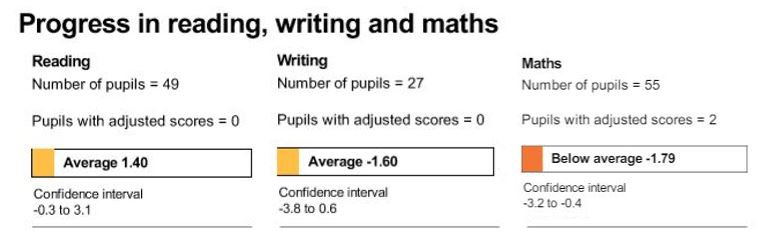 Progress in reading, writing and maths
Reading
Number of pupils = 49
Pupils with adjusted scores = 0
Average 1.40
Confidence interval
-0.3 to 3.1
Writing
Number of pupils = 27
Pupils with adjusted scores = 0
Average -1.60
Confidence interval
-3.8 to 0.6
Maths
Number of pupils = 55
Pupils with adjusted scores = 2
Below average -1.79
Confidence interval
-3.2 to -0.4